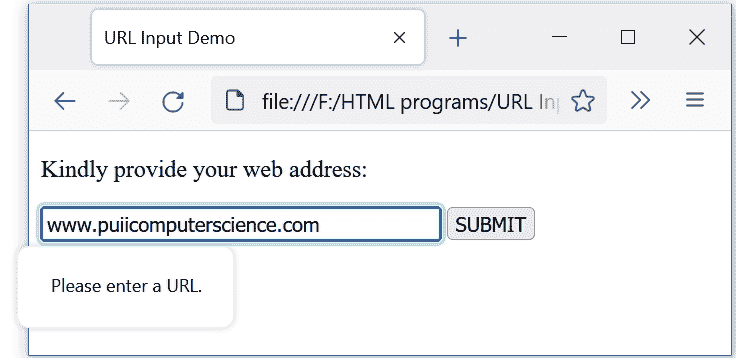 URL Input Demo
file:///F:/HTML programs/URL In
Kindly provide your web address:
www.puiicomputerscience.com
SUBMIT
Please enter a URL.